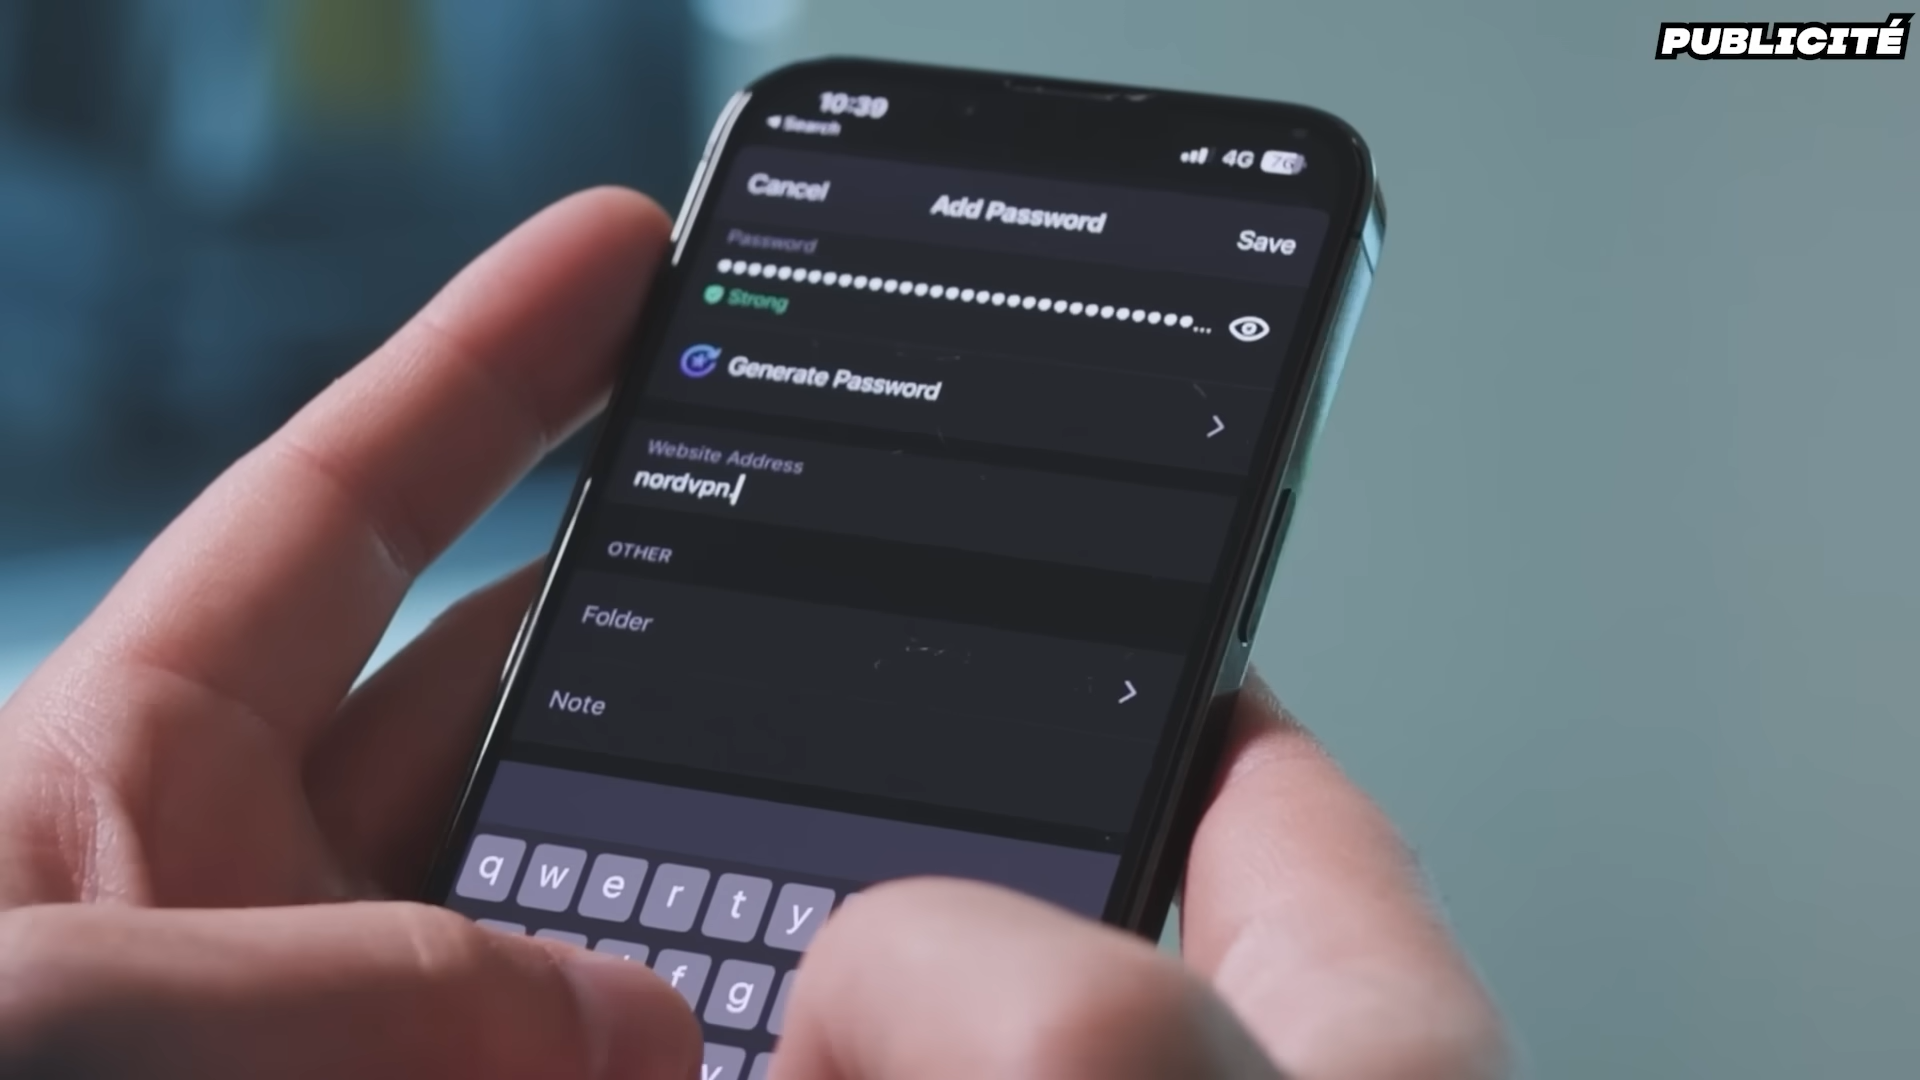 PUBLICITÉ
10:39
Search
4G
Cancel
Add Password
Save
Password
Strong
Generate Password
Website Address
nordvpn.
OTHER
Folder
Note
q w e r t y
f g
v